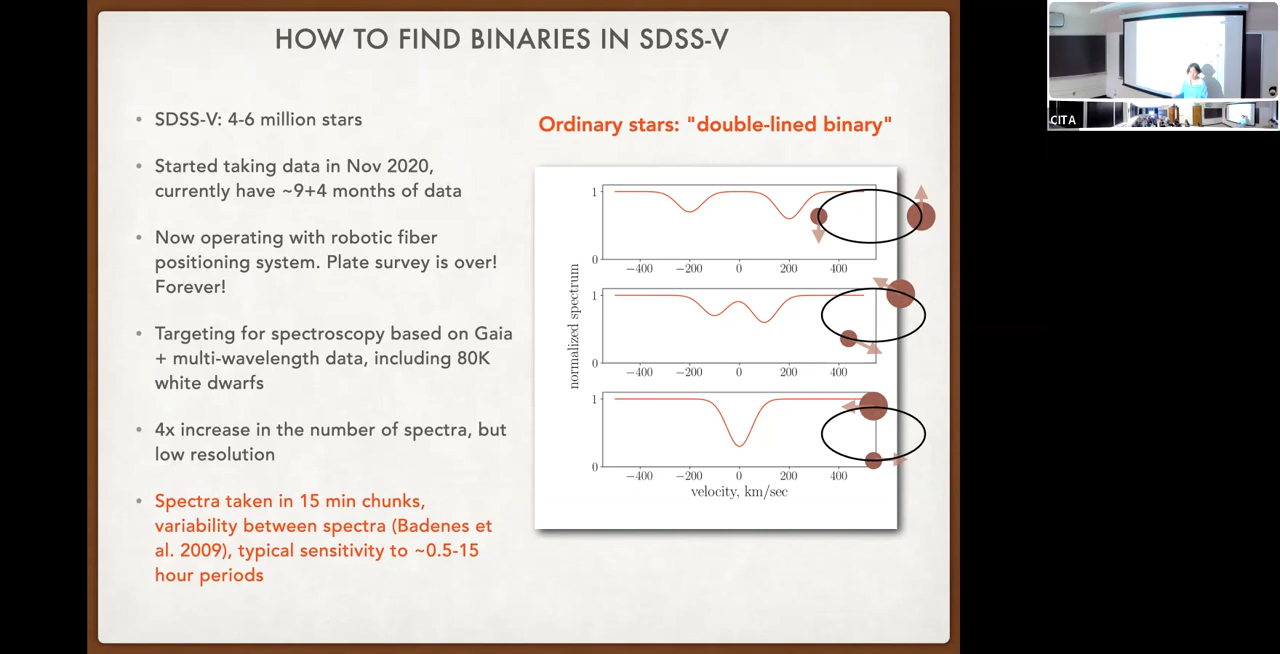 HOW TO FIND BINARIES IN SDSS-V
• SDSS-V: 4-6 million stars
• Started taking data in Nov 2020,
currently have ~9+4 months of data
• Now operating with robotic fiber
positioning system. Plate survey is over!
Forever!
• Targeting for spectroscopy based on Gaia
+ multi-wavelength data, including 80K
white dwarfs
• 4x increase in the number of spectra, but
low resolution
• Spectra taken in 15 min chunks,
variability between spectra (Badenes et
al. 2009), typical sensitivity to ~0.5-15
hour periods
Ordinary stars: "double-lined binary"
normalized spectrum
1
0
−400 −200 0 200 400
1
0
−400 −200 0 200 400
1
0
−400 −200 0 200 400
velocity, km/sec
CITA